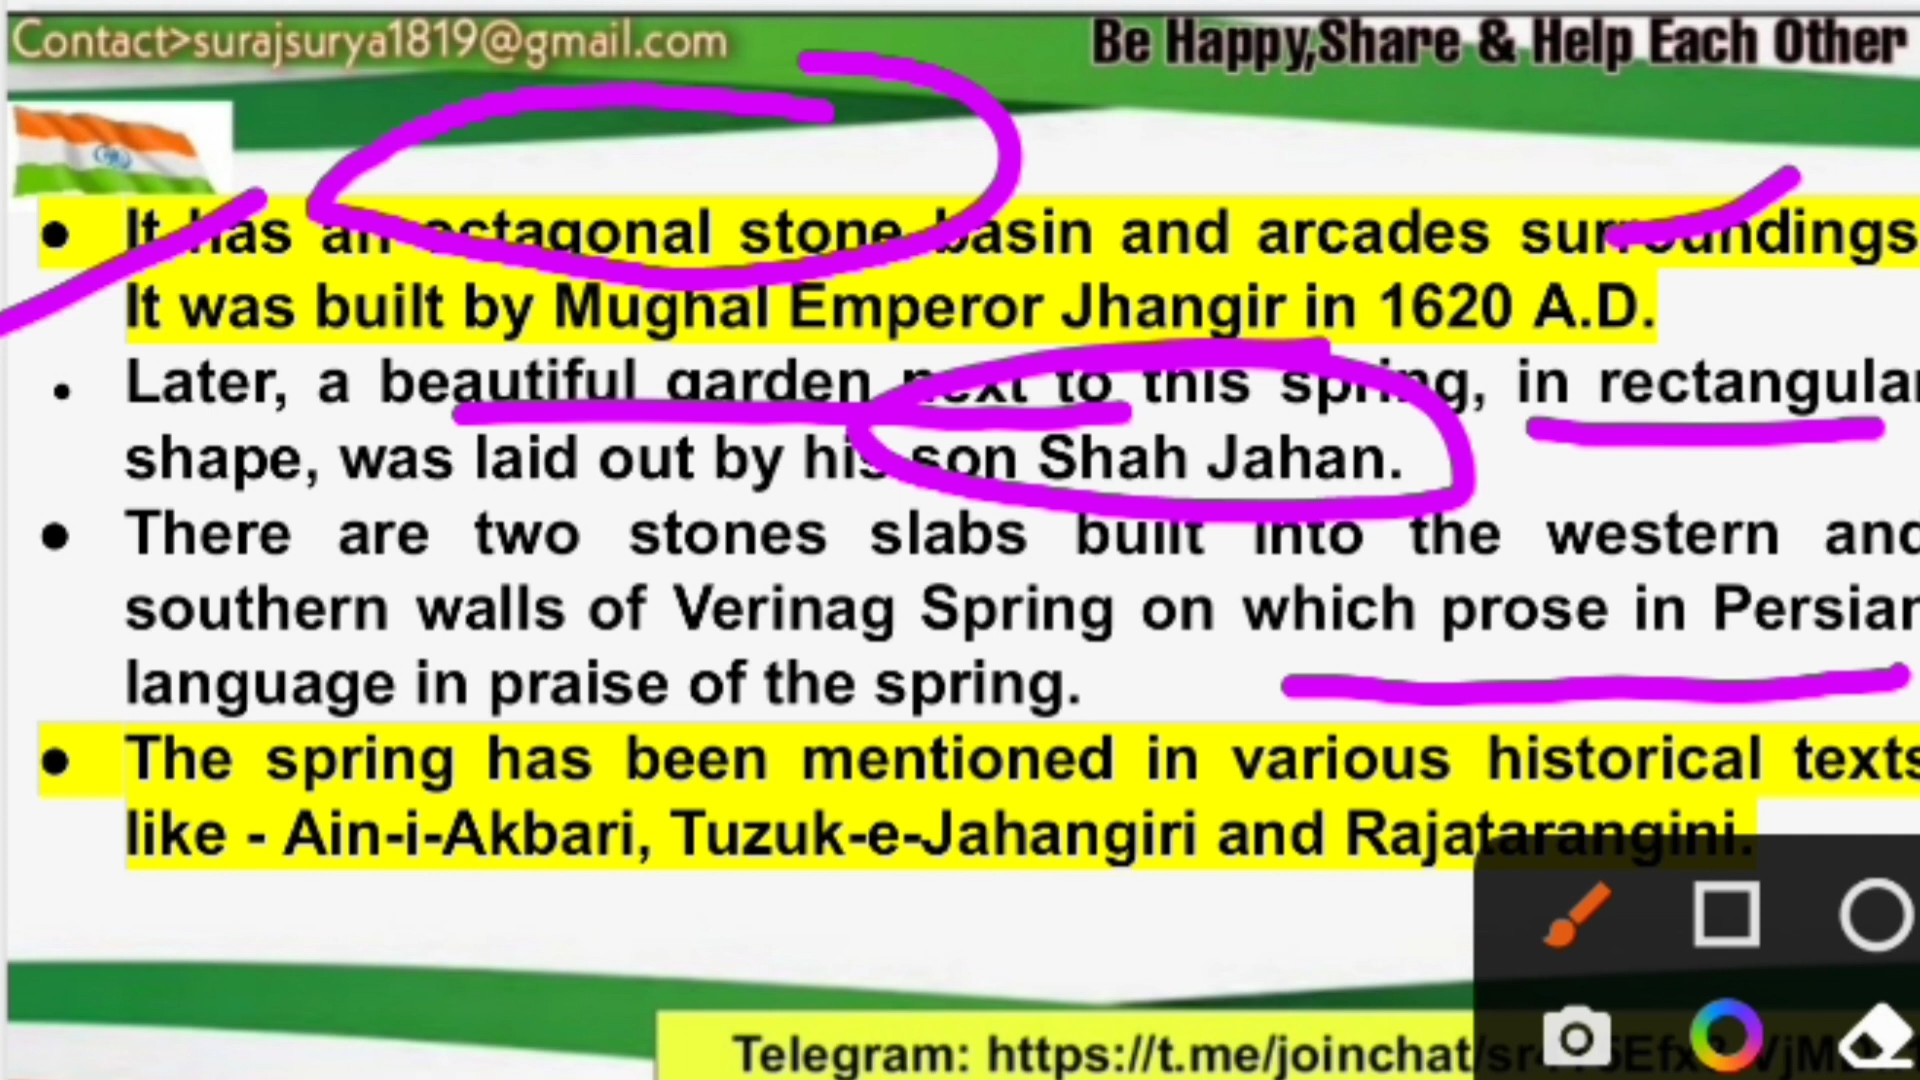 Contact>surajsurya1819@gmail.com
Be Happy,Share & Help Each Other
● It has an octagonal stone basin and arcades surroundings
It was built by Mughal Emperor Jhangir in 1620 A.D.
• Later, a beautiful garden next to this spring, in rectangular
shape, was laid out by his son Shah Jahan.
● There are two stones slabs built into the western and
southern walls of Verinag Spring on which prose in Persian
language in praise of the spring.
● The spring has been mentioned in various historical texts
like - Ain-i-Akbari, Tuzuk-e-Jahangiri and Rajatarangini.
Telegram: https://t.me/joinchat/